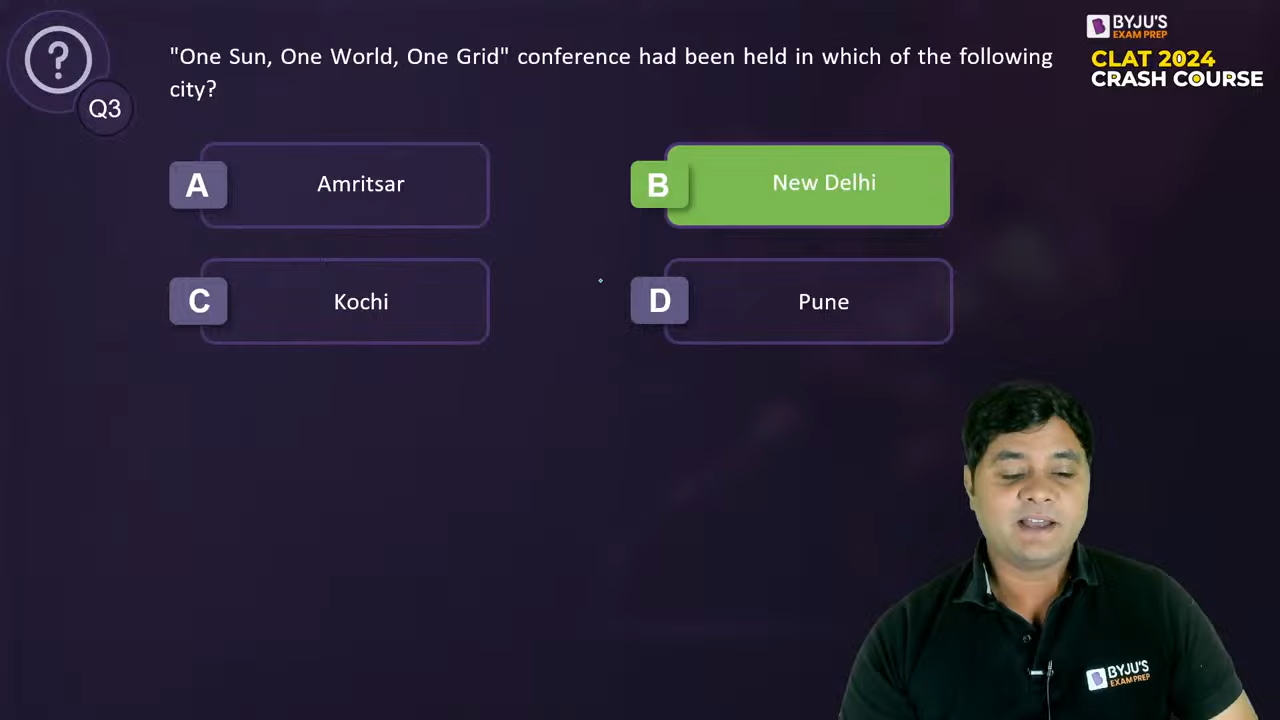 BYJU'S
EXAM PREP
CLAT 2024
CRASH COURSE
?
Q3
"One Sun, One World, One Grid" conference had been held in which of the following
city?
A Amritsar
B New Delhi
C Kochi
D Pune
BYJU'S
EXAM PREP